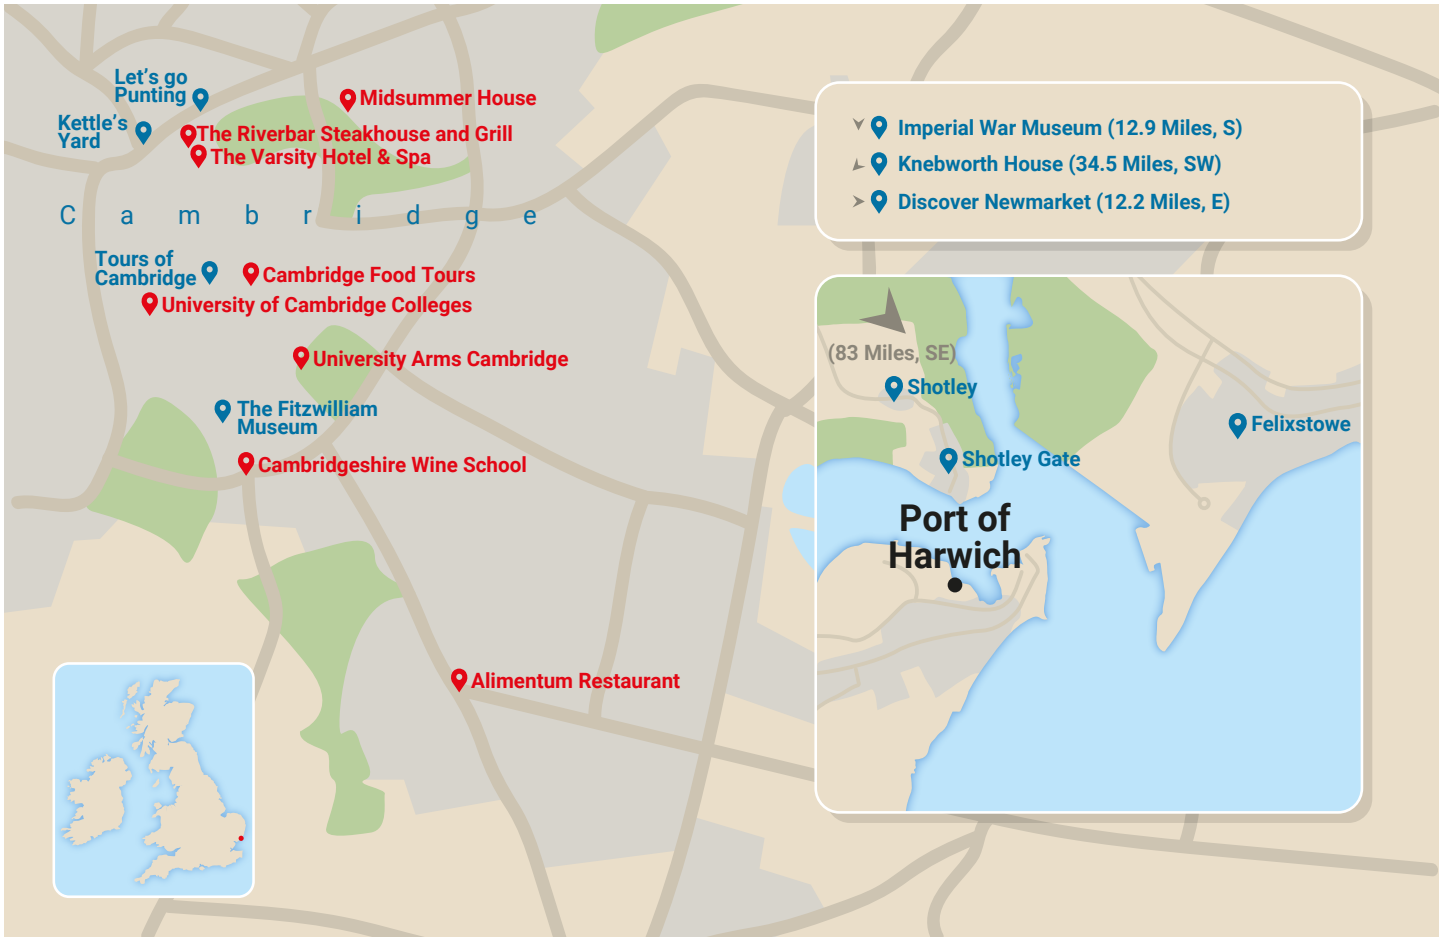 Let's go
Punting
Kettle's
Yard
Midsummer House
The Riverbar Steakhouse and Grill
The Varsity Hotel & Spa
Cambridge
Tours of
Cambridge
Cambridge Food Tours
University of Cambridge Colleges
University Arms Cambridge
The Fitzwilliam
Museum
Cambridgeshire Wine School
Alimentum Restaurant
Imperial War Museum (12.9 Miles, S)
Knebworth House (34.5 Miles, SW)
Discover Newmarket (12.2 Miles, E)
(83 Miles, SE)
Shotley
Felixstowe
Shotley Gate
Port of
Harwich